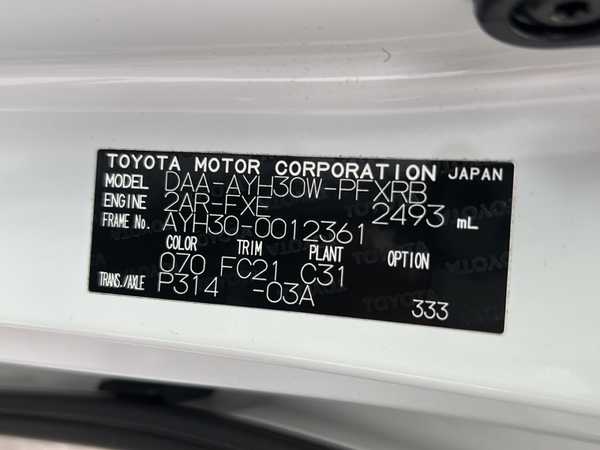 TOYOTA MOTOR CORPORATION JAPAN
MODEL DAA-AYH30W-PFXRB
ENGINE 2AR-FXE 2493 mL
FRAME No. AYH30-0012361
COLOR TRIM PLANT OPTION
070 FC21 C31
TRANS./AXLE P314 -03A 333